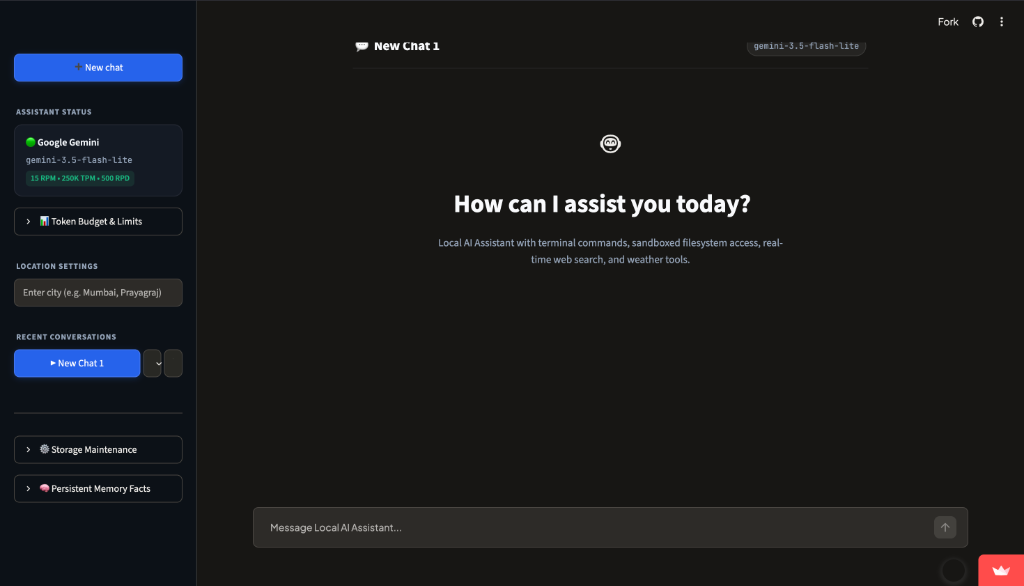 Fork
New chat
ASSISTANT STATUS
Google Gemini
gemini-3.5-flash-lite
15 RPM • 250K TPM • 500 RPD
Token Budget & Limits
LOCATION SETTINGS
Enter city (e.g. Mumbai, Prayagraj)
RECENT CONVERSATIONS
New Chat 1
Storage Maintenance
Persistent Memory Facts
New Chat 1
gemini-3.5-flash-lite
How can I assist you today?
Local AI Assistant with terminal commands, sandboxed filesystem access, real-
time web search, and weather tools.
Message Local AI Assistant...